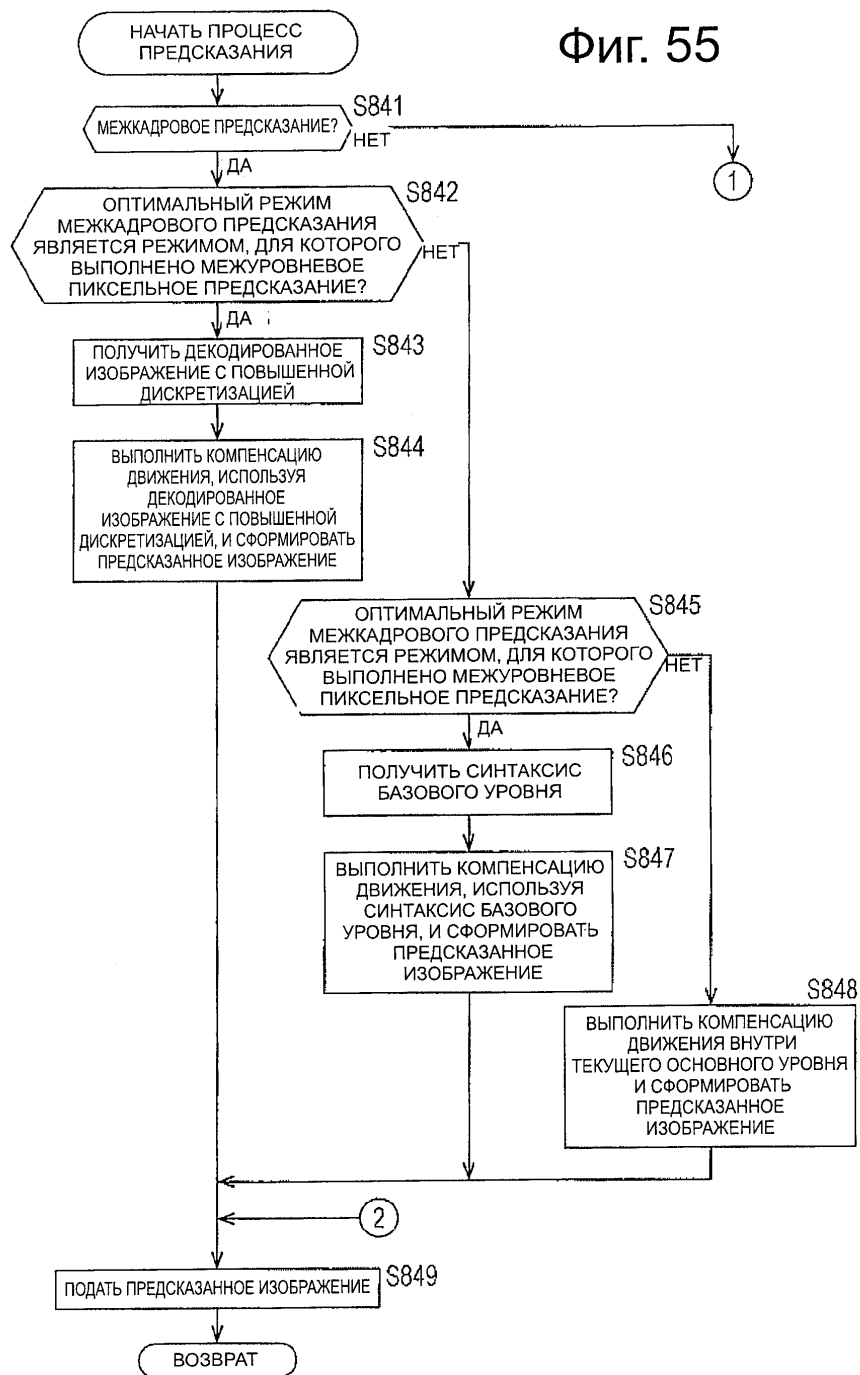 НАЧАТЬ ПРОЦЕСС
ПРЕДСКАЗАНИЯ
Фиг. 55
S841
МЕЖКАДРОВОЕ ПРЕДСКАЗАНИЕ?
НЕТ
1
ДА
S842
ОПТИМАЛЬНЫЙ РЕЖИМ
МЕЖКАДРОВОГО ПРЕДСКАЗАНИЯ
ЯВЛЯЕТСЯ РЕЖИМОМ, ДЛЯ КОТОРОГО
ВЫПОЛНЕНО МЕЖУРОВНЕВОЕ
ПИКСЕЛЬНОЕ ПРЕДСКАЗАНИЕ?
НЕТ
ДА
S843
ПОЛУЧИТЬ ДЕКОДИРОВАННОЕ
ИЗОБРАЖЕНИЕ С ПОВЫШЕННОЙ
ДИСКРЕТИЗАЦИЕЙ
S844
ВЫПОЛНИТЬ КОМПЕНСАЦИЮ
ДВИЖЕНИЯ, ИСПОЛЬЗУЯ
ДЕКОДИРОВАННОЕ
ИЗОБРАЖЕНИЕ С ПОВЫШЕННОЙ
ДИСКРЕТИЗАЦИЕЙ, И СФОРМИРОВАТЬ
ПРЕДСКАЗАННОЕ ИЗОБРАЖЕНИЕ
S845
ОПТИМАЛЬНЫЙ РЕЖИМ
МЕЖКАДРОВОГО ПРЕДСКАЗАНИЯ
ЯВЛЯЕТСЯ РЕЖИМОМ, ДЛЯ КОТОРОГО
ВЫПОЛНЕНО МЕЖУРОВНЕВОЕ
ПИКСЕЛЬНОЕ ПРЕДСКАЗАНИЕ?
НЕТ
ДА
S846
ПОЛУЧИТЬ СИНТАКСИС
БАЗОВОГО УРОВНЯ
S847
ВЫПОЛНИТЬ КОМПЕНСАЦИЮ
ДВИЖЕНИЯ, ИСПОЛЬЗУЯ
СИНТАКСИС БАЗОВОГО
УРОВНЯ, И СФОРМИРОВАТЬ
ПРЕДСКАЗАННОЕ
ИЗОБРАЖЕНИЕ
S848
ВЫПОЛНИТЬ КОМПЕНСАЦИЮ
ДВИЖЕНИЯ ВНУТРИ
ТЕКУЩЕГО ОСНОВНОГО УРОВНЯ
И СФОРМИРОВАТЬ
ПРЕДСКАЗАННОЕ
ИЗОБРАЖЕНИЕ
2
S849
ПОДАТЬ ПРЕДСКАЗАННОЕ ИЗОБРАЖЕНИЕ
ВОЗВРАТ